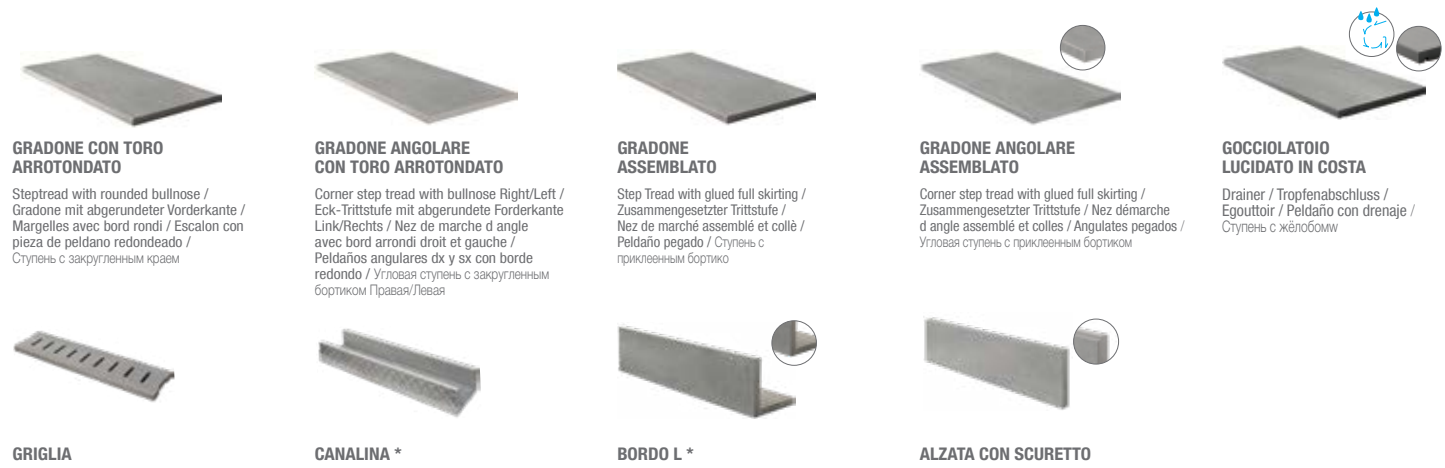 GRADONE CON TORO
ARROTONDATO
Steptread with rounded bullnose /
Gradone mit abgerundeter Vorderkante /
Margelles avec bord rondi / Escalon con
pieza de peldano redondeado /
Ступень с закругленным краем
GRADONE ANGOLARE
CON TORO ARROTONDATO
Corner step tread with bullnose Right/Left /
Eck-Trittstufe mit abgerundete Forderkante
Link/Rechts / Nez de marche d angle
avec bord arrondi droit et gauche /
Peldaños angulares dx y sx con borde
redondo / Угловая ступень с закругленным
бортиком Правая/Левая
GRADONE
ASSEMBLATO
Step Tread with glued full skirting /
Zusammengesetzter Trittstufe /
Nez de marché assemblé et collè /
Peldaño pegado / Ступень с
приклеенным бортико
GRADONE ANGOLARE
ASSEMBLATO
Corner step tread with glued full skirting /
Zusammengesetzter Trittstufe / Nez démarche
d angle assemblé et colles / Angulates pegados /
Угловая ступень с приклеенным бортиком
GOCCIOLATOIO
LUCIDATO IN COSTA
Drainer / Tropfenabschluss /
Egouttoir / Peldaño con drenaje /
Ступень с жёлобомw
GRIGLIA
CANALINA *
BORDO L *
ALZATA CON SCURETTO